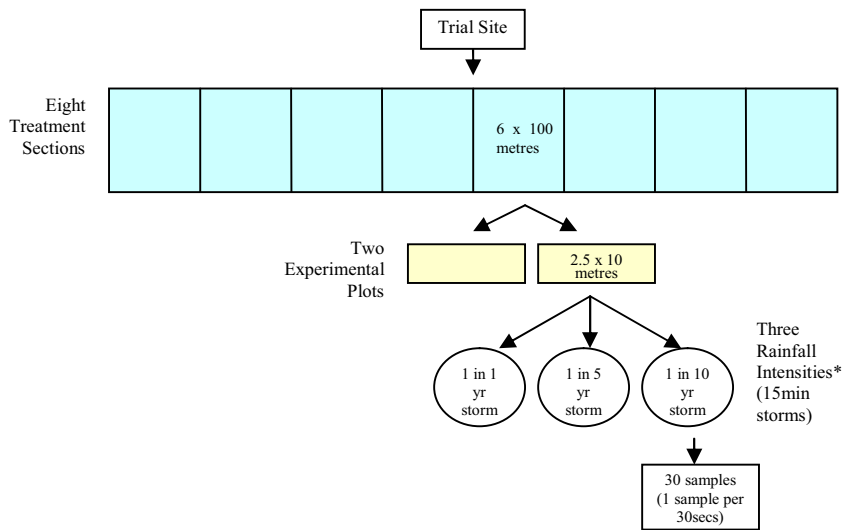 Trial Site
Eight
Treatment
Sections
6 x 100
metres
Two
Experimental
Plots
2.5 x 10
metres
Three
Rainfall
Intensities*
(15min
storms)
1 in 1
yr
storm
1 in 5
yr
storm
1 in 10
yr
storm
30 samples
(1 sample per
30secs)